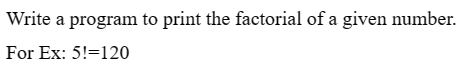 Write a program to print the factorial of a given number.
For Ex: 5!=120